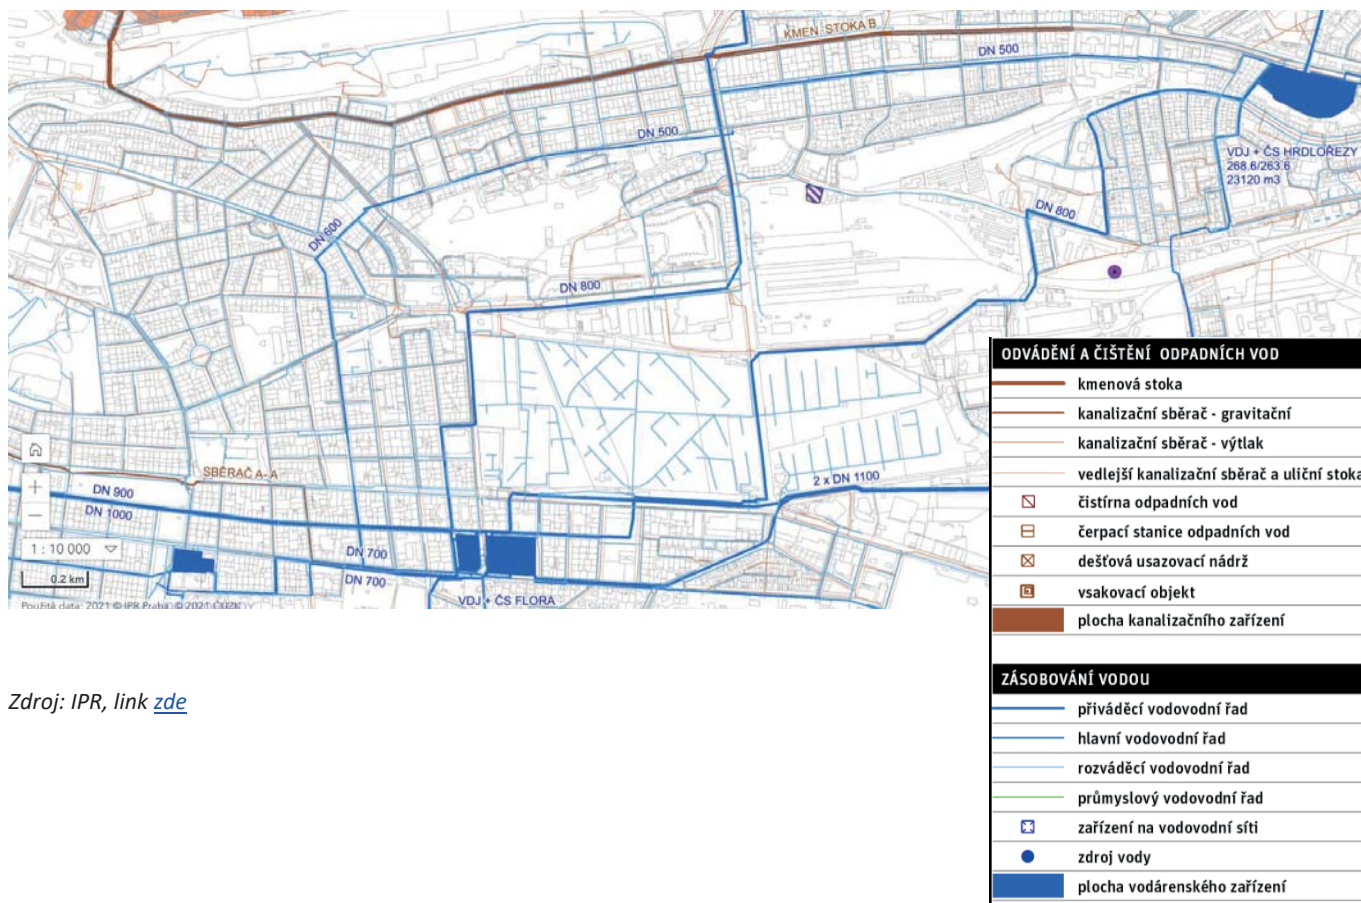 KMEN. STOKA B
DN 500
DN 500
VDJ + ČS HRDLOŘEZY
268.6/263.6
23120 m3
DN 800
DN 600
DN 800
SBĚRAČ A-A
DN 900
2 x DN 1100
DN 1000
DN 700
DN 700
VDJ + ČS FLORA
1 : 10 000
0.2 km
Použitá data: 2021 © IPR Praha, © 2021 ČÚZK
ODVÁDĚNÍ A ČIŠTĚNÍ ODPADNÍCH VOD
kmenová stoka
kanalizační sběrač - gravitační
kanalizační sběrač - výtlak
vedlejší kanalizační sběrač a uliční stoka
čistírna odpadních vod
čerpací stanice odpadních vod
dešťová usazovací nádrž
vsakovací objekt
plocha kanalizačního zařízení
ZÁSOBOVÁNÍ VODOU
přiváděcí vodovodní řad
hlavní vodovodní řad
rozváděcí vodovodní řad
průmyslový vodovodní řad
zařízení na vodovodní síti
zdroj vody
plocha vodárenského zařízení
Zdroj: IPR, link zde